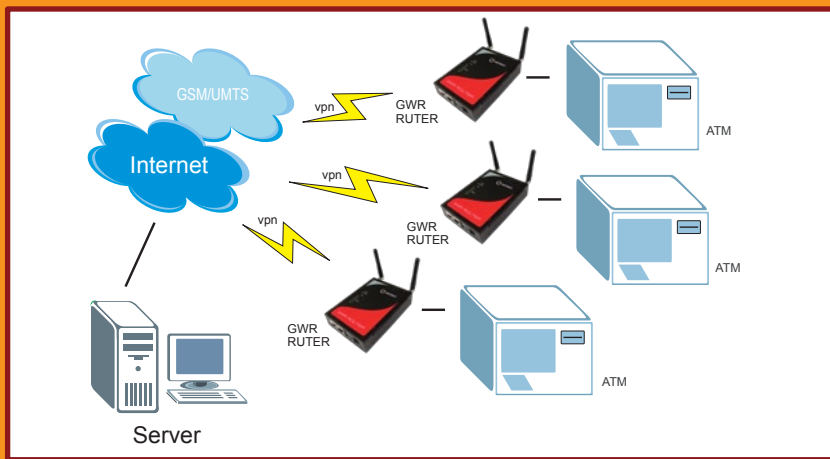 GSM/UMTS
Internet
vpn
GWR
RUTER
ATM
vpn
GWR
RUTER
ATM
vpn
GWR
RUTER
ATM
Server